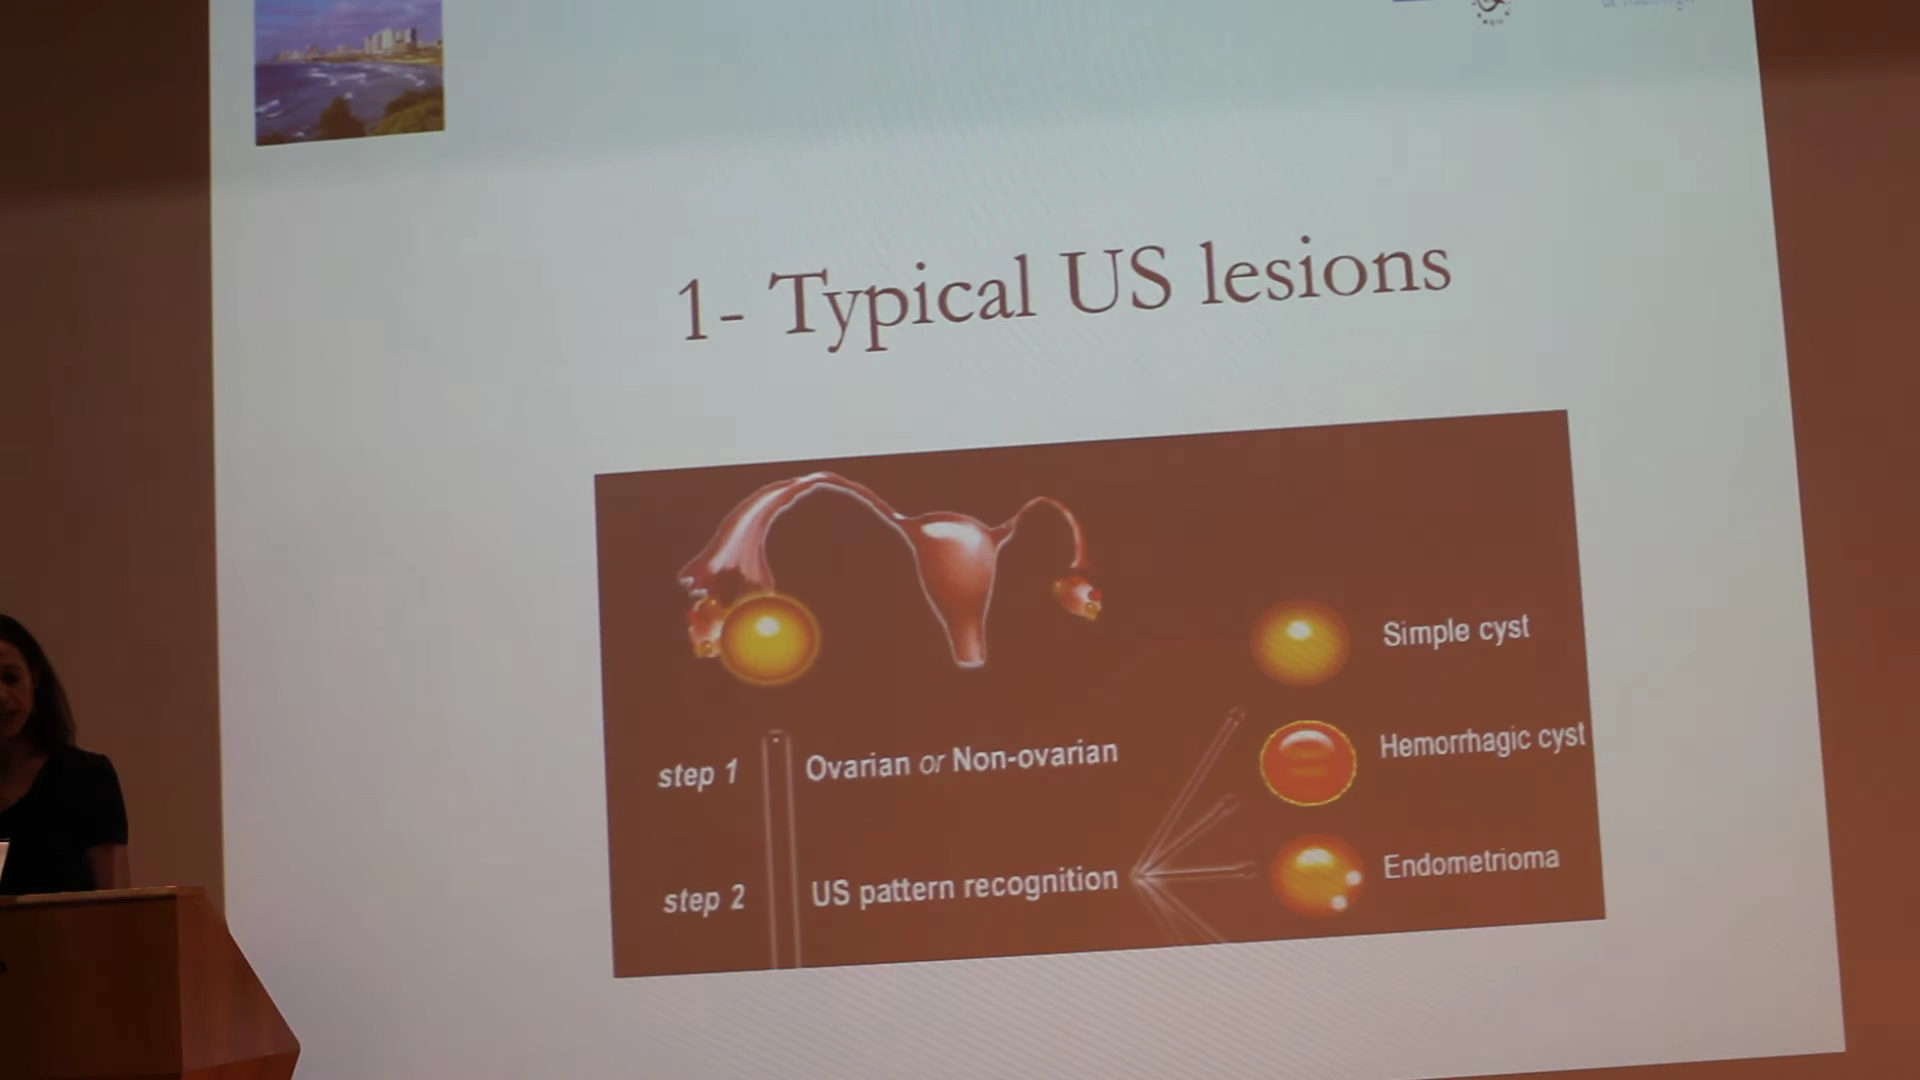 1- Typical US lesions
Simple cyst
step 1 Ovarian or Non-ovarian
Hemorrhagic cyst
step 2 US pattern recognition
Endometrioma